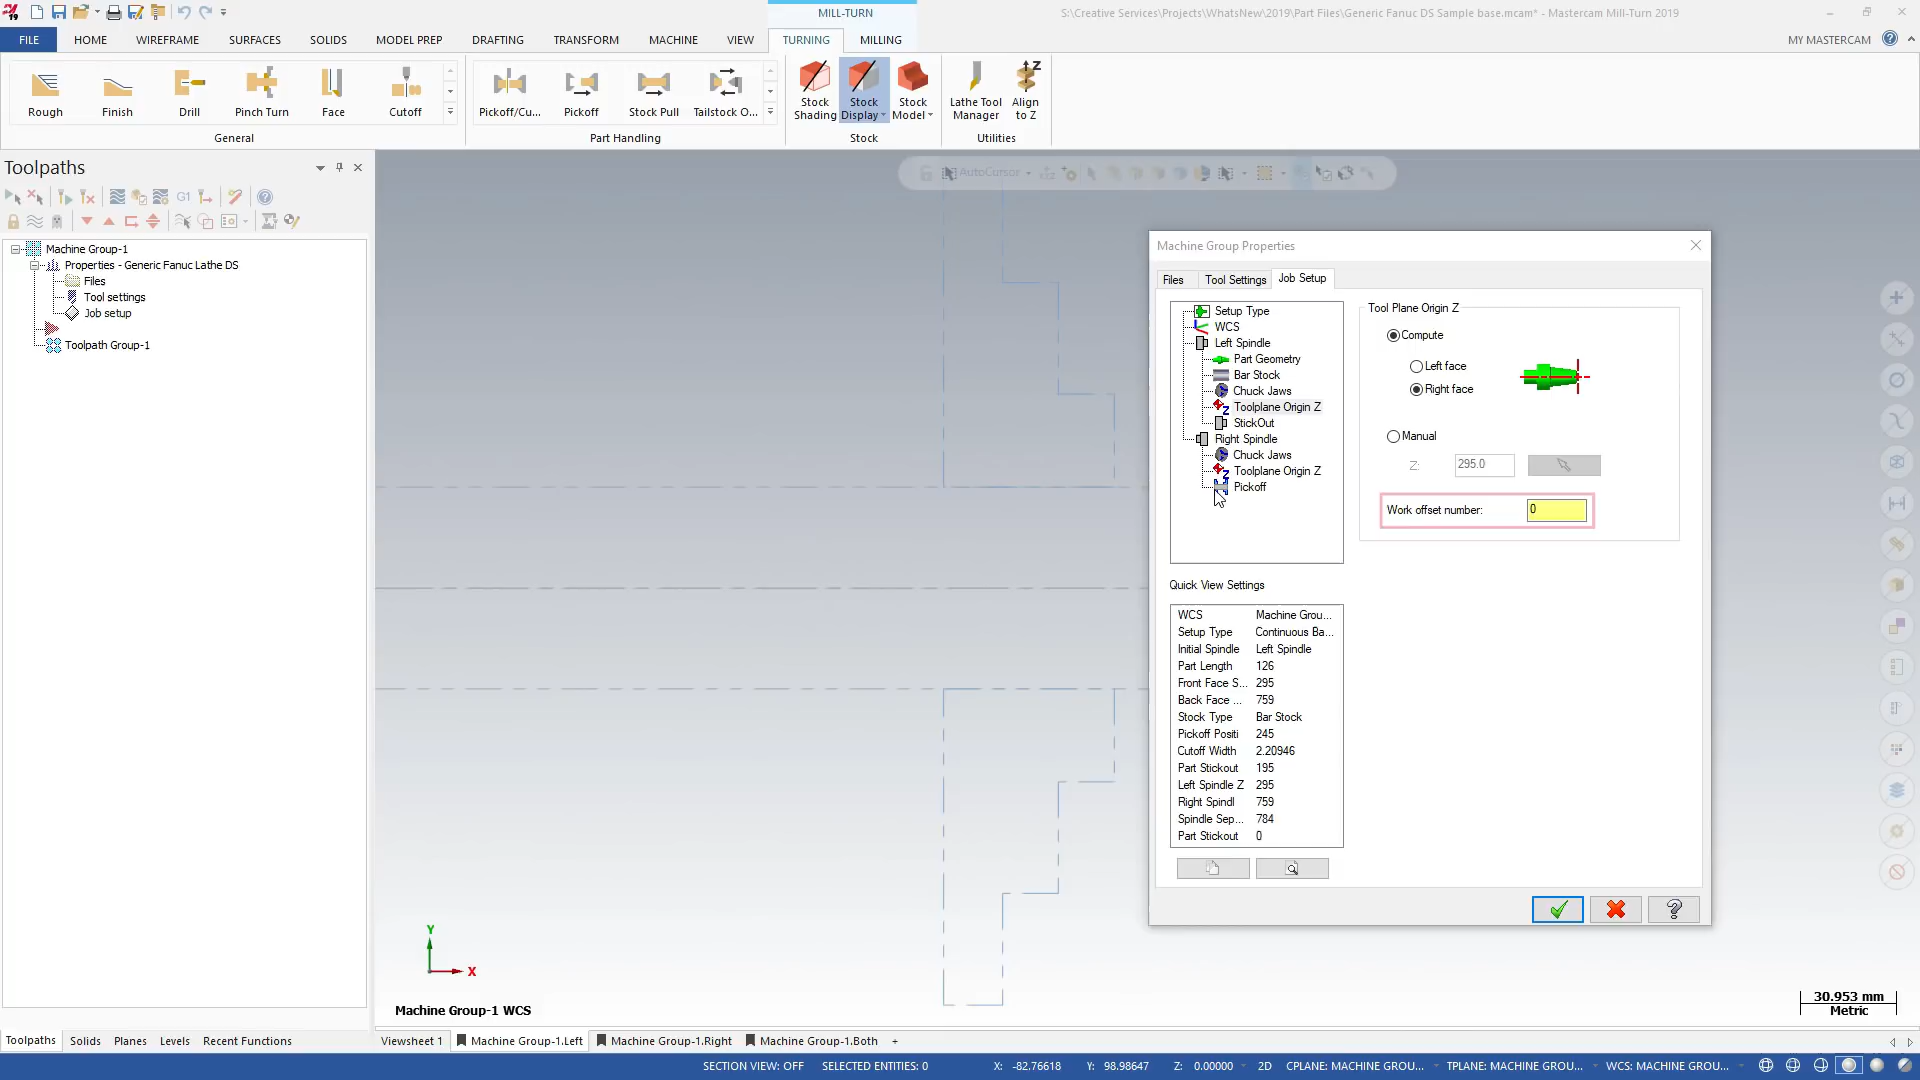 MILL-TURN
S:\Creative Services\Projects\WhatsNew\2019\Part Files\Generic Fanuc DS Sample base.mcam* - Mastercam Mill-Turn 2019
FILE HOME WIREFRAME SURFACES SOLIDS MODEL PREP DRAFTING TRANSFORM MACHINE VIEW TURNING MILLING MY MASTERCAM
Rough Finish Drill Pinch Turn Face Cutoff
General
Pickoff/Cu... Pickoff Stock Pull Tailstock O...
Part Handling
Stock Shading Stock Display Stock Model
Stock
Lathe Tool Manager Align to Z
Utilities
Toolpaths
G1
AutoCursor
Machine Group-1
Properties - Generic Fanuc Lathe DS
Files
Tool settings
Job setup
Toolpath Group-1
Machine Group Properties
Files Tool Settings Job Setup
Setup Type
WCS
Left Spindle
Part Geometry
Bar Stock
Chuck Jaws
Toolplane Origin Z
StickOut
Right Spindle
Chuck Jaws
Toolplane Origin Z
Pickoff
Tool Plane Origin Z
Compute
Left face
Right face
Manual
Z: 295.0
Work offset number: 0
Quick View Settings
WCS Machine Grou...
Setup Type Continuous Ba...
Initial Spindle Left Spindle
Part Length 126
Front Face S... 295
Back Face ... 759
Stock Type Bar Stock
Pickoff Positi 245
Cutoff Width 2.20946
Part Stickout 195
Left Spindle Z 295
Right Spindl 759
Spindle Sep... 784
Part Stickout 0
Y
X
Machine Group-1 WCS
30.953 mm
Metric
Toolpaths Solids Planes Levels Recent Functions
Viewsheet 1 Machine Group-1.Left Machine Group-1.Right Machine Group-1.Both +
SECTION VIEW: OFF SELECTED ENTITIES: 0 X: -82.76618 Y: 98.98647 Z: 0.00000 2D CPLANE: MACHINE GROU... TPLANE: MACHINE GROU... WCS: MACHINE GROU...